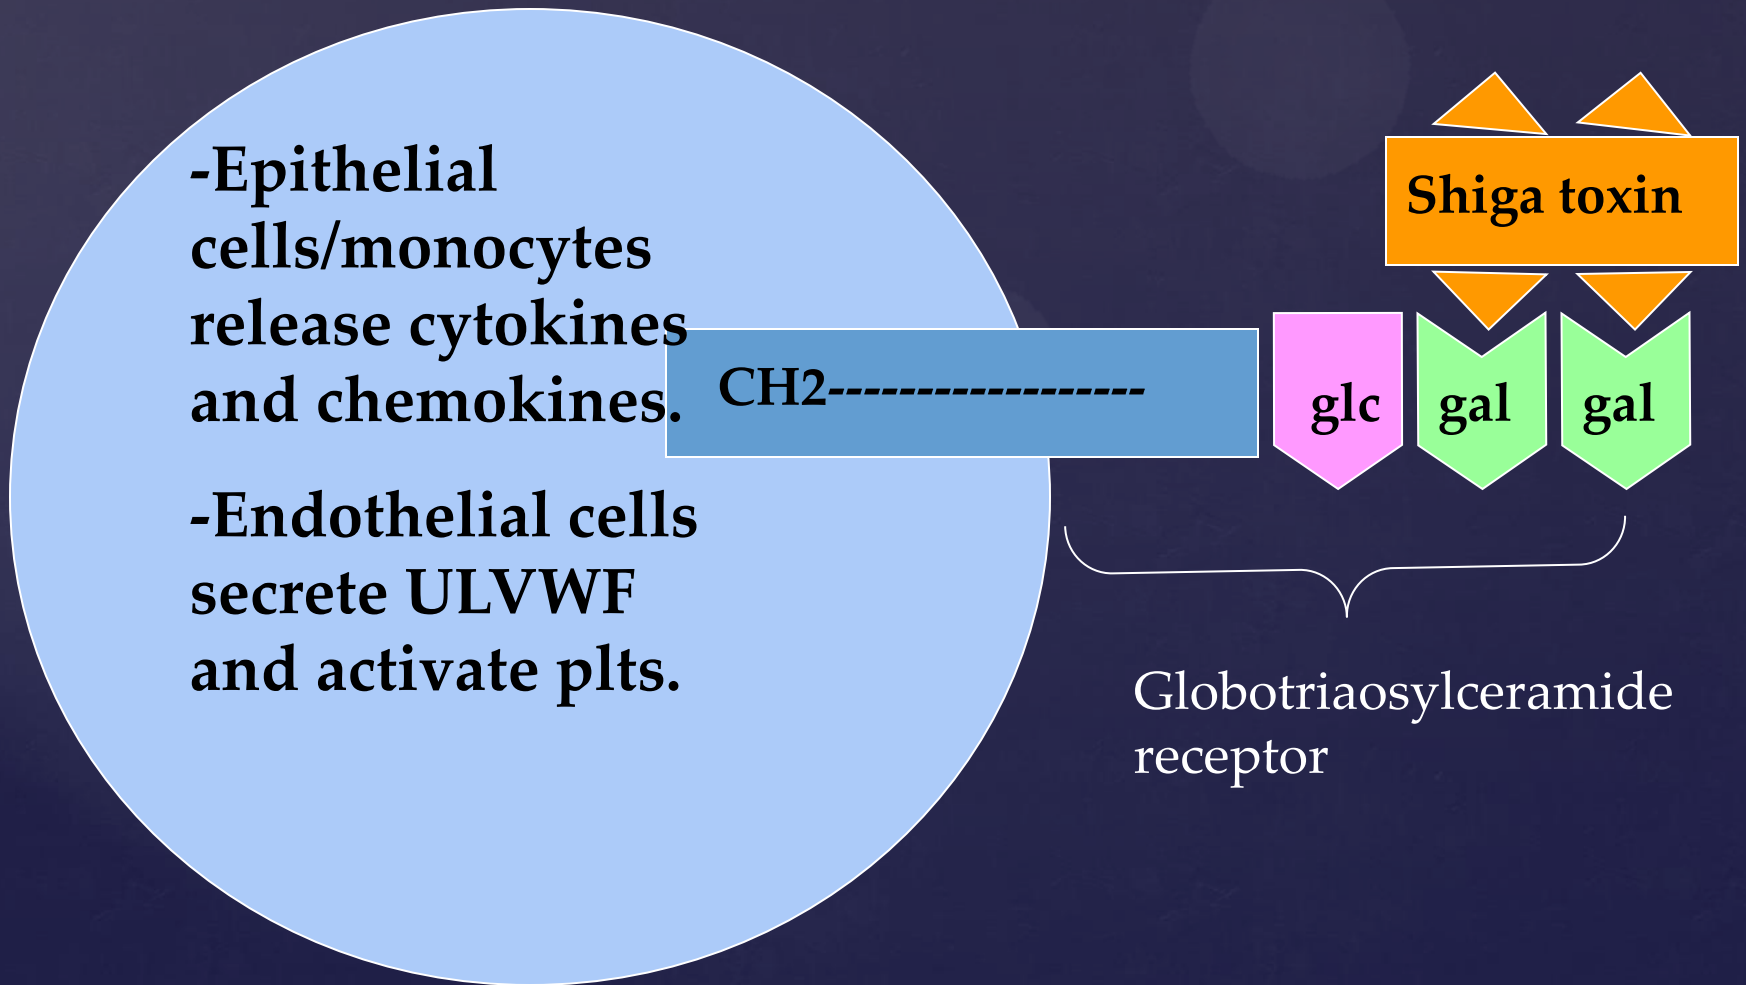 -Epithelial
cells/monocytes
release cytokines
and chemokines.
-Endothelial cells
secrete ULVWF
and activate plts.
CH2------------------
Shiga toxin
glc
gal
gal
Globotriaosylceramide
receptor